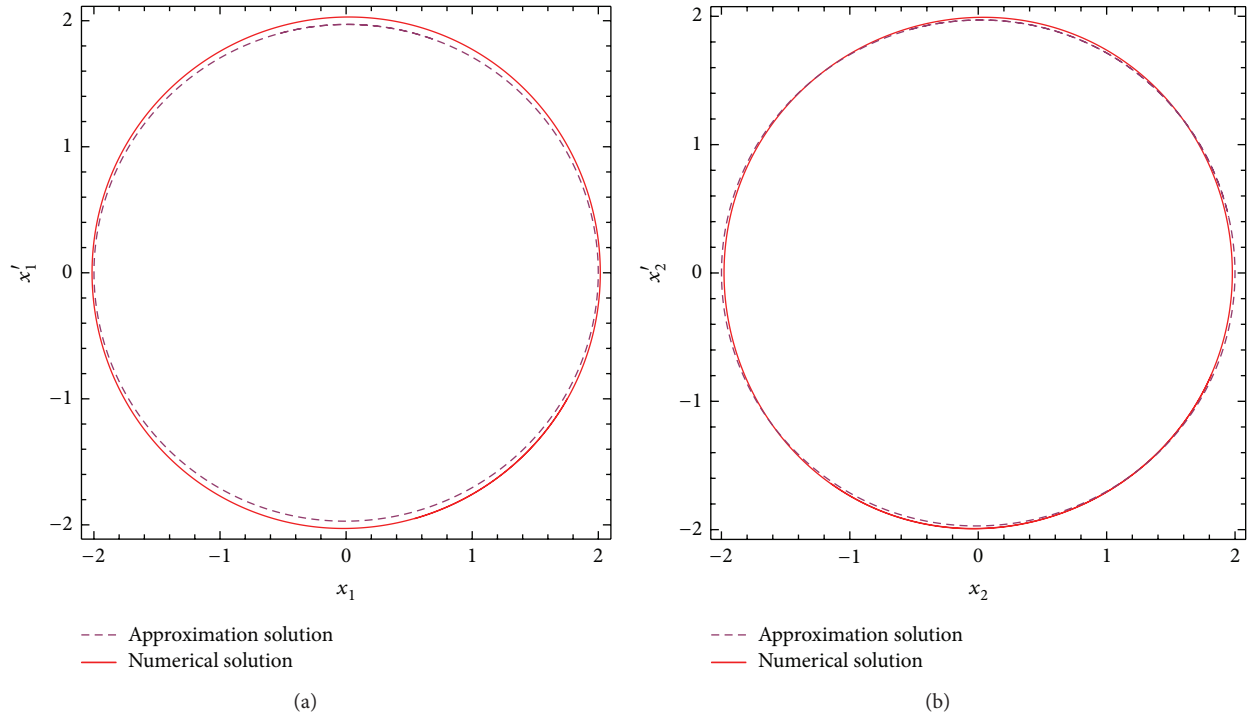 2
1
0
−1
−2
x′1
−2
−1
0
1
2
x1
Approximation solution
Numerical solution
(a)
2
1
0
−1
−2
x′2
−2
−1
0
1
2
x2
Approximation solution
Numerical solution
(b)